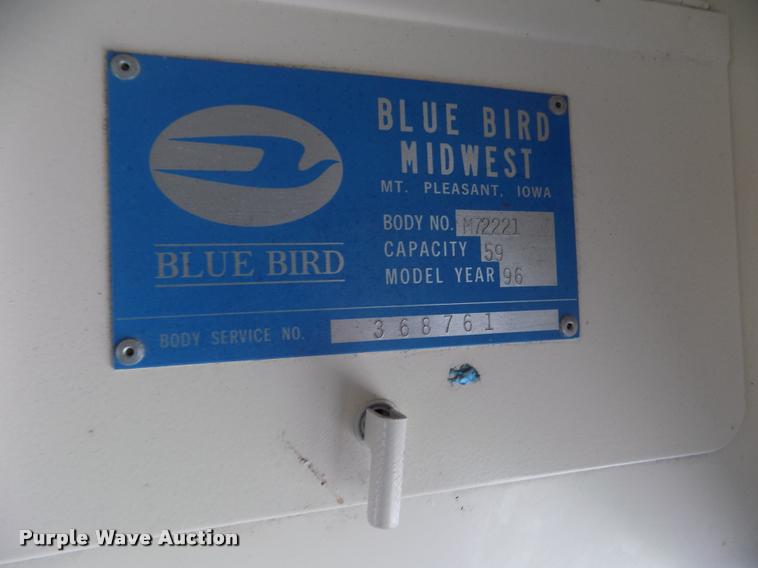 BLUE BIRD
MIDWEST
MT. PLEASANT, IOWA
BODY NO. M72221
CAPACITY 59
MODEL YEAR 96
BLUE BIRD
BODY SERVICE NO. 368761
Purple Wave Auction®